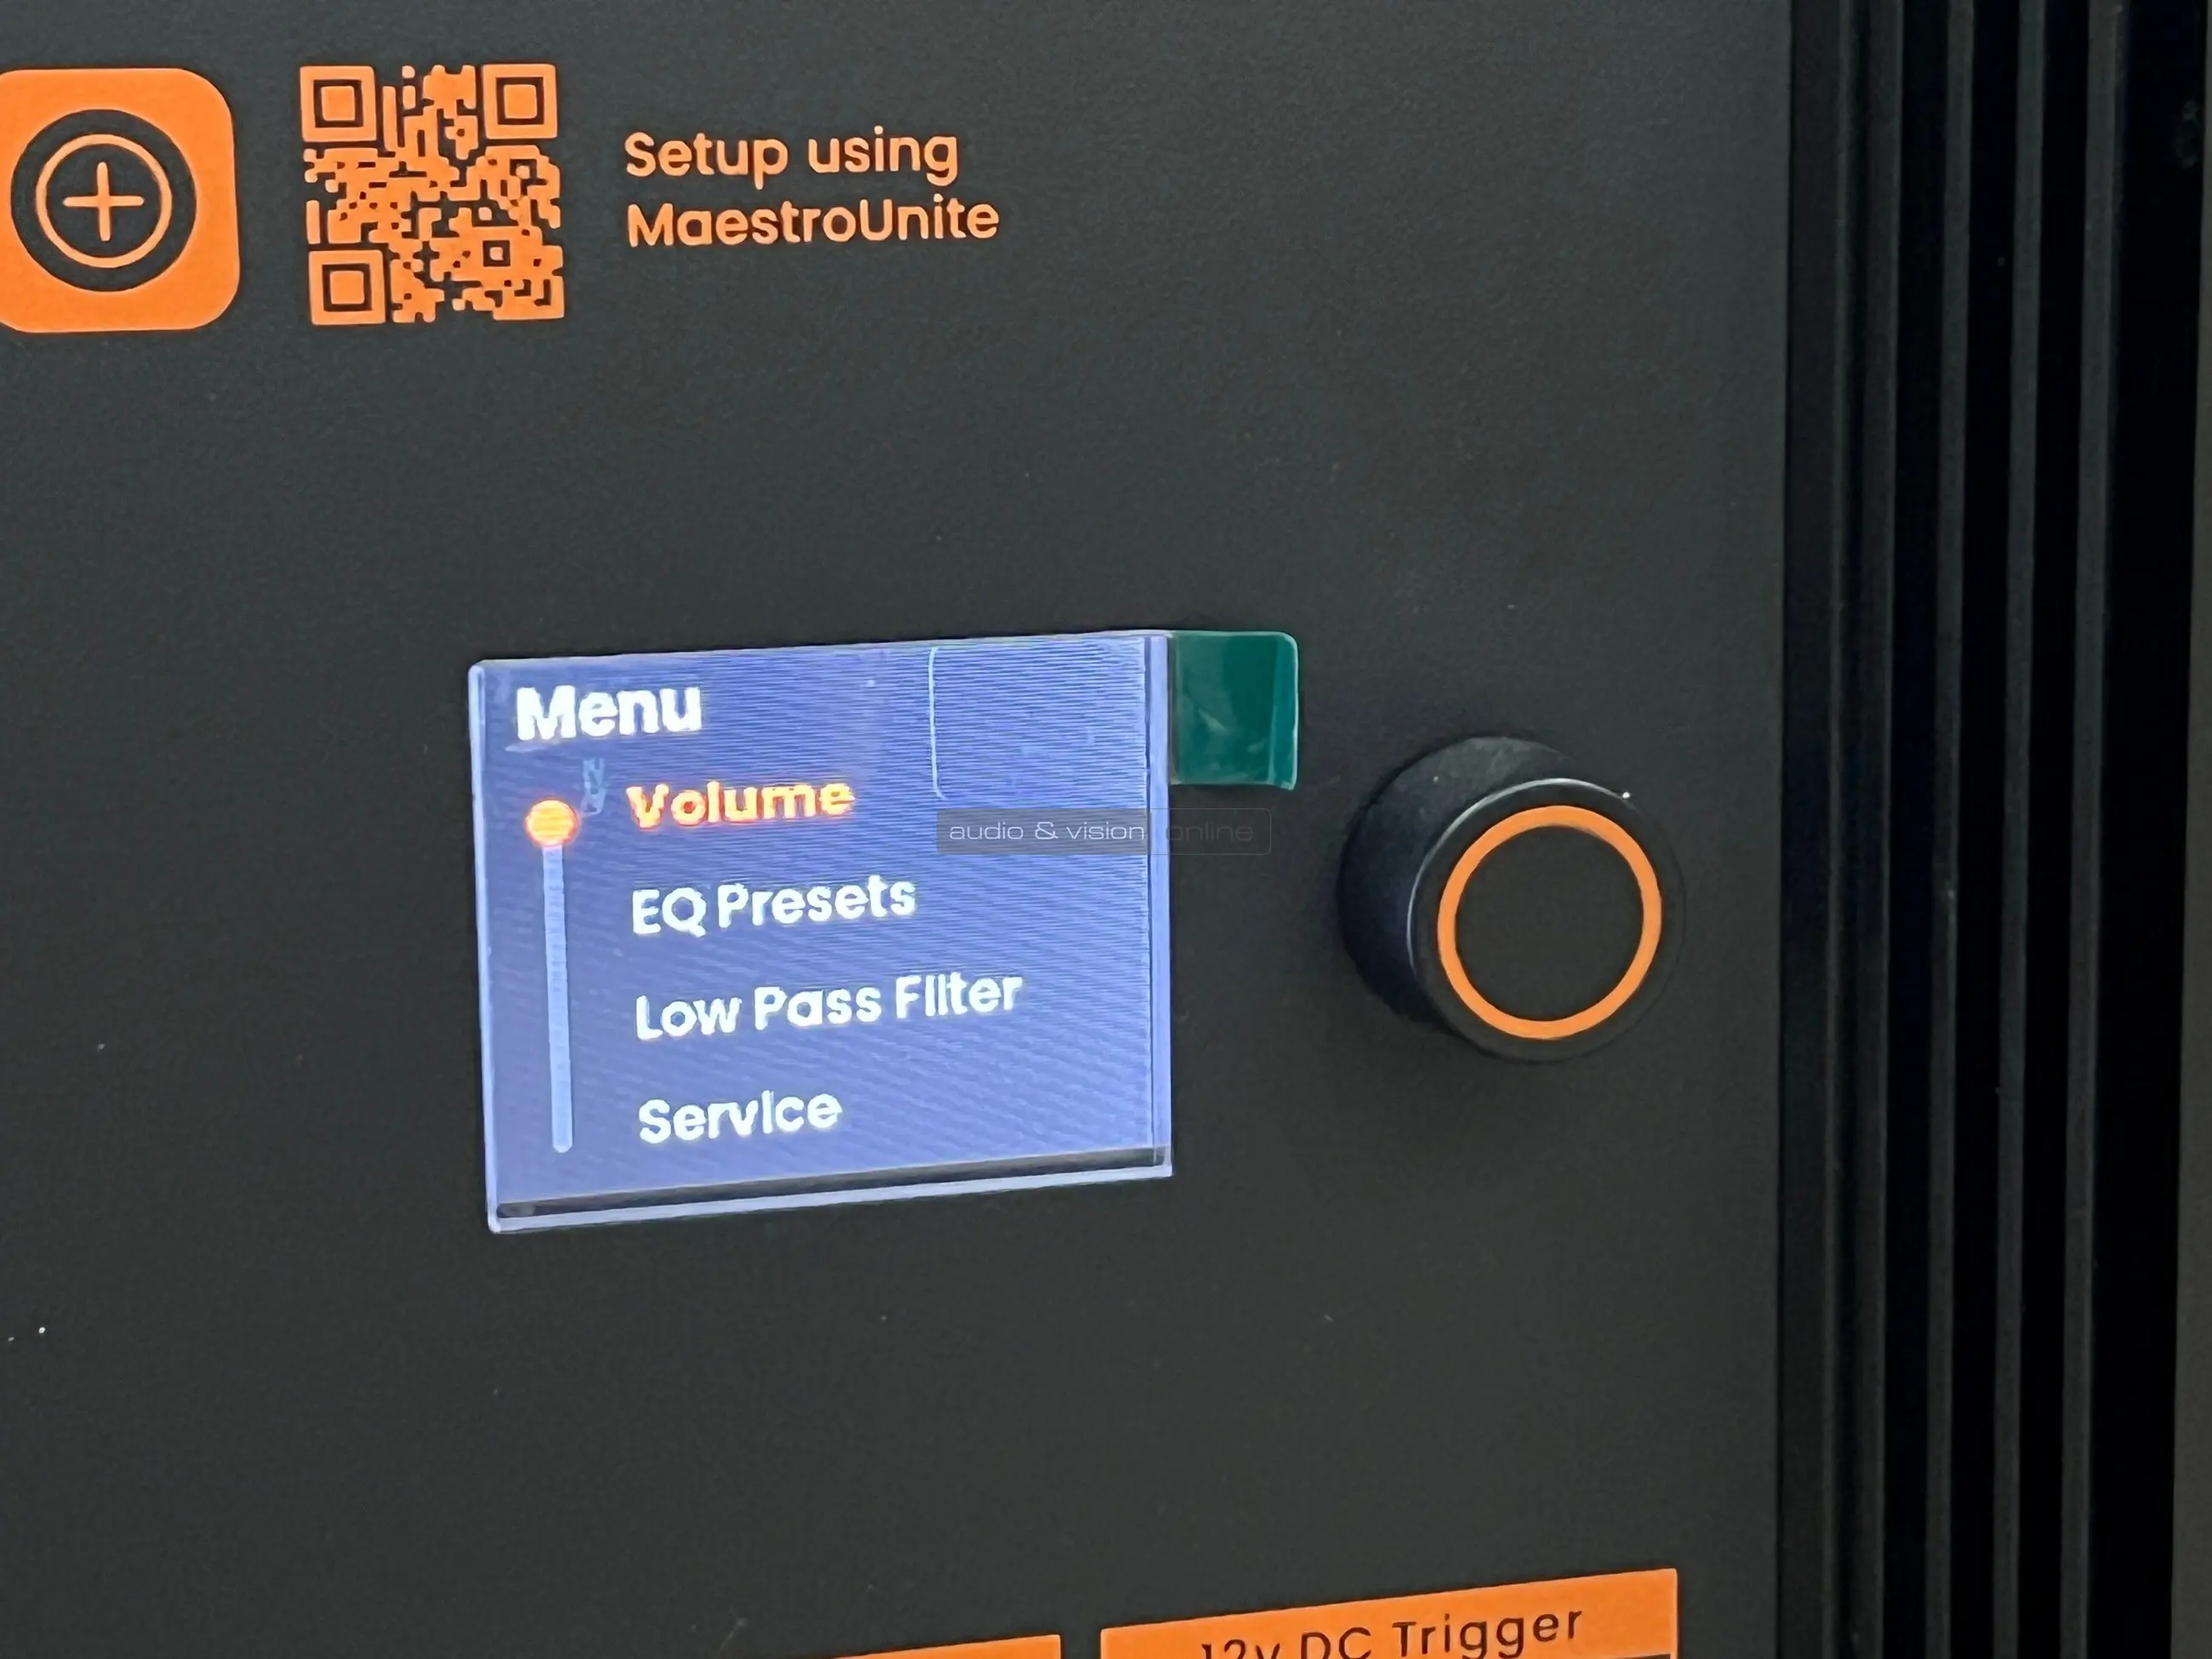 Setup using
MaestroUnite
Menu
Volume
audio & vision online
EQ Presets
Low Pass Filter
Service
12v DC Trigger